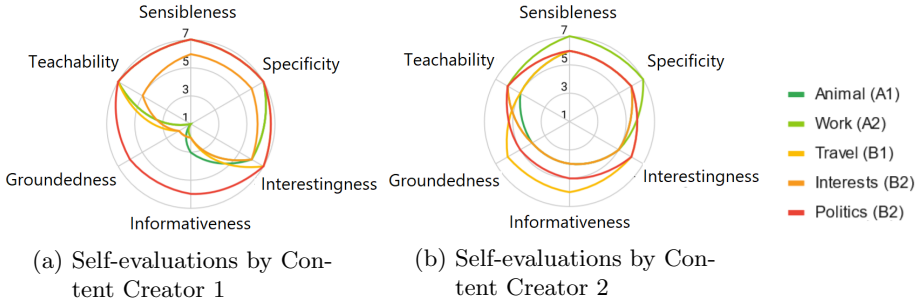 Sensibleness
7
5
3
1
Teachability
Specificity
Groundedness
Interestingness
Informativeness
(a) Self-evaluations by Con-
tent Creator 1
Sensibleness
7
5
3
1
Teachability
Specificity
Groundedness
Interestingness
Informativeness
(b) Self-evaluations by Con-
tent Creator 2
Animal (A1)
Work (A2)
Travel (B1)
Interests (B2)
Politics (B2)